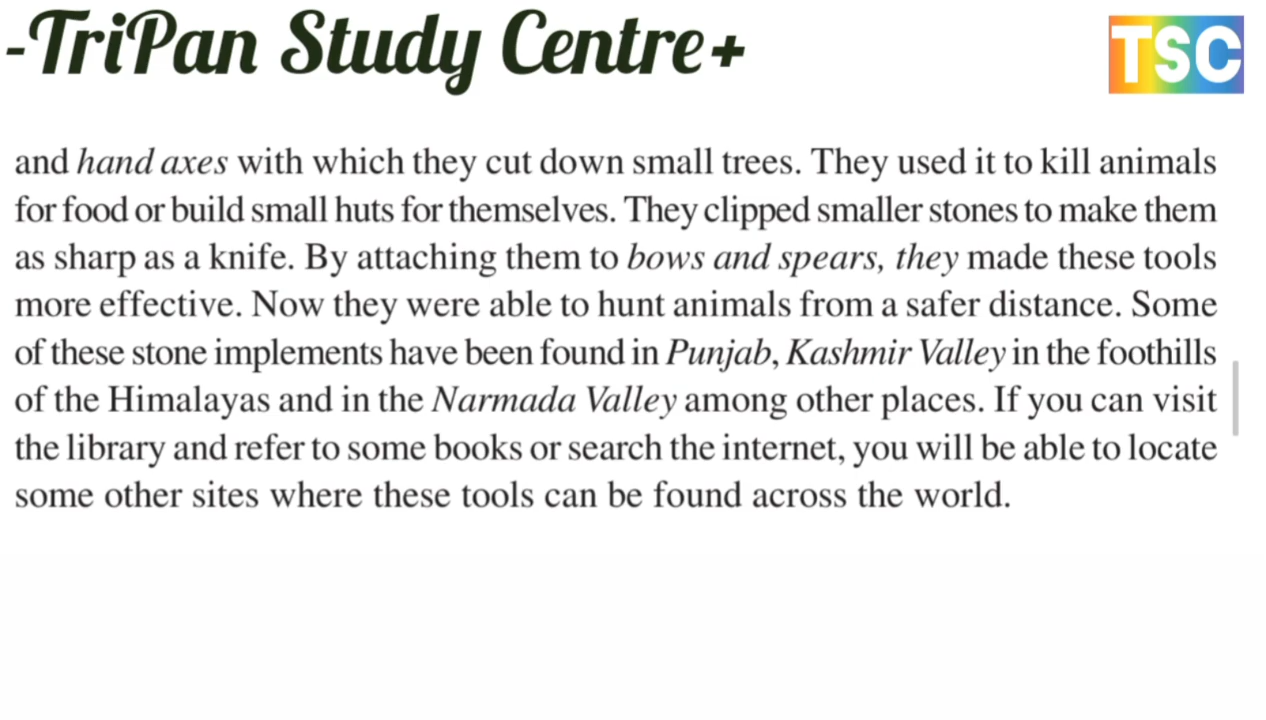 -TriPan Study Centre+
TSC
and hand axes with which they cut down small trees. They used it to kill animals
for food or build small huts for themselves. They clipped smaller stones to make them
as sharp as a knife. By attaching them to bows and spears, they made these tools
more effective. Now they were able to hunt animals from a safer distance. Some
of these stone implements have been found in Punjab, Kashmir Valley in the foothills
of the Himalayas and in the Narmada Valley among other places. If you can visit
the library and refer to some books or search the internet, you will be able to locate
some other sites where these tools can be found across the world.